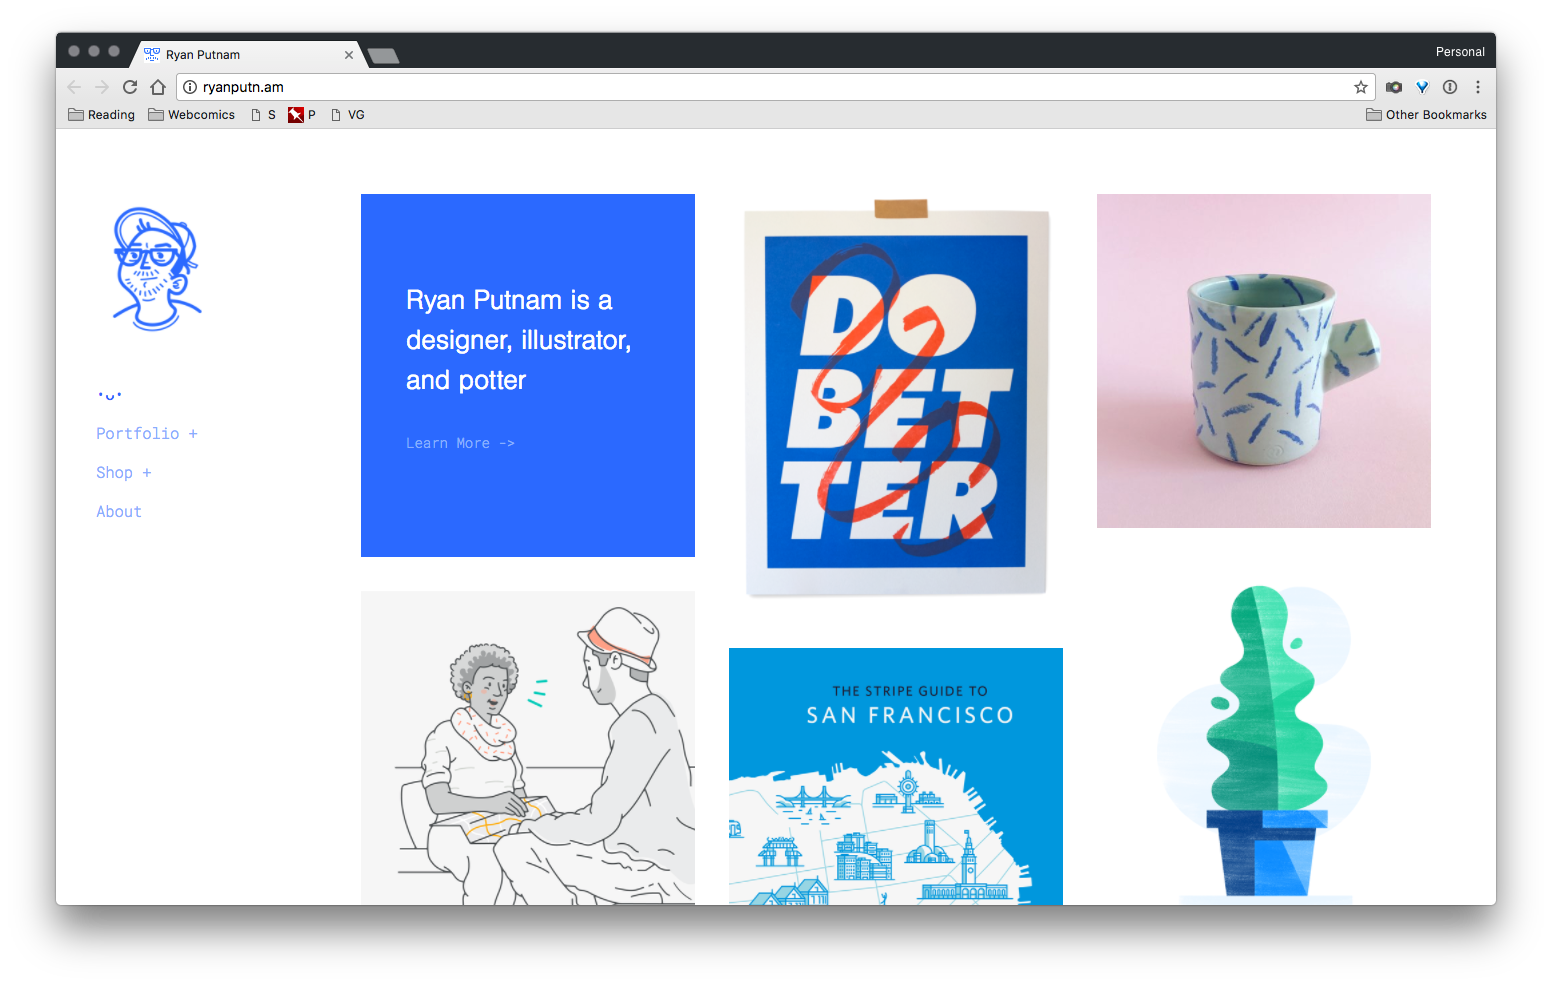 Ryan Putnam
Personal
ryanputn.am
Reading
Webcomics
S
P
VG
Other Bookmarks
Portfolio +
Shop +
About
Ryan Putnam is a
designer, illustrator,
and potter
Learn More ->
DO
BET
TER
THE STRIPE GUIDE TO
SAN FRANCISCO